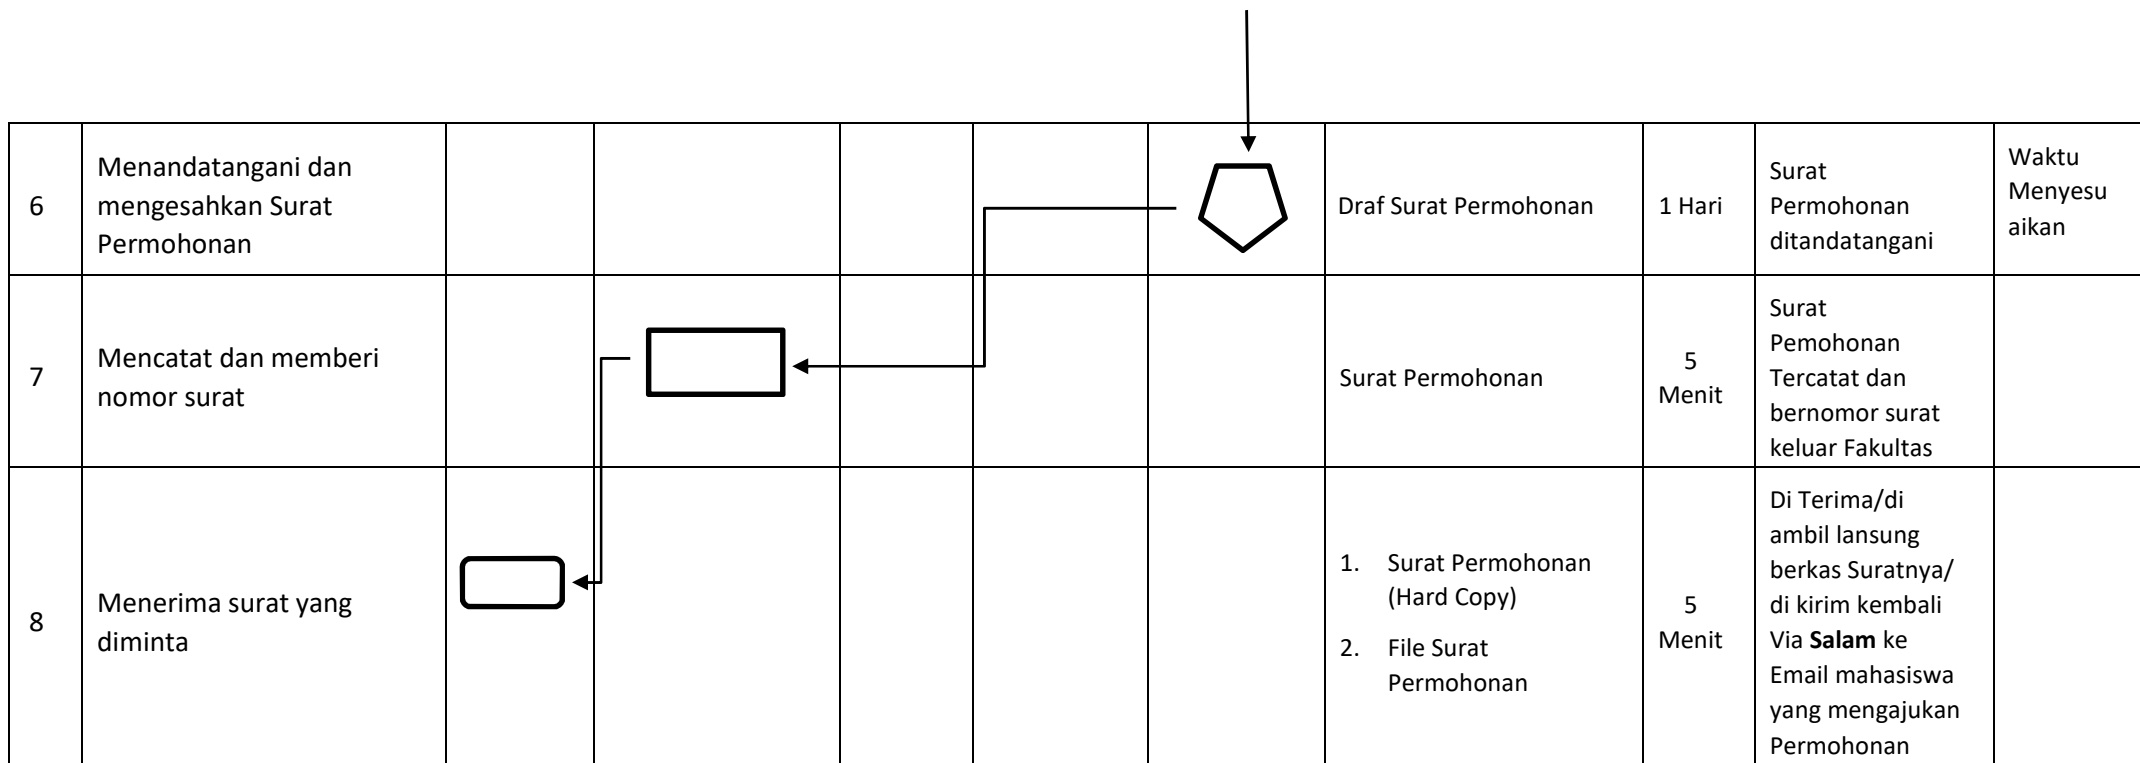 6
Menandatangani dan
mengesahkan Surat
Permohonan
Draf Surat Permohonan
1 Hari
Surat
Permohonan
ditandatangani
Waktu
Menyesu
aikan
7
Mencatat dan memberi
nomor surat
Surat Permohonan
5
Menit
Surat
Pemohonan
Tercatat dan
bernomor surat
keluar Fakultas
8
Menerima surat yang
diminta
1. Surat Permohonan
(Hard Copy)
2. File Surat
Permohonan
5
Menit
Di Terima/di
ambil lansung
berkas Suratnya/
di kirim kembali
Via Salam ke
Email mahasiswa
yang mengajukan
Permohonan